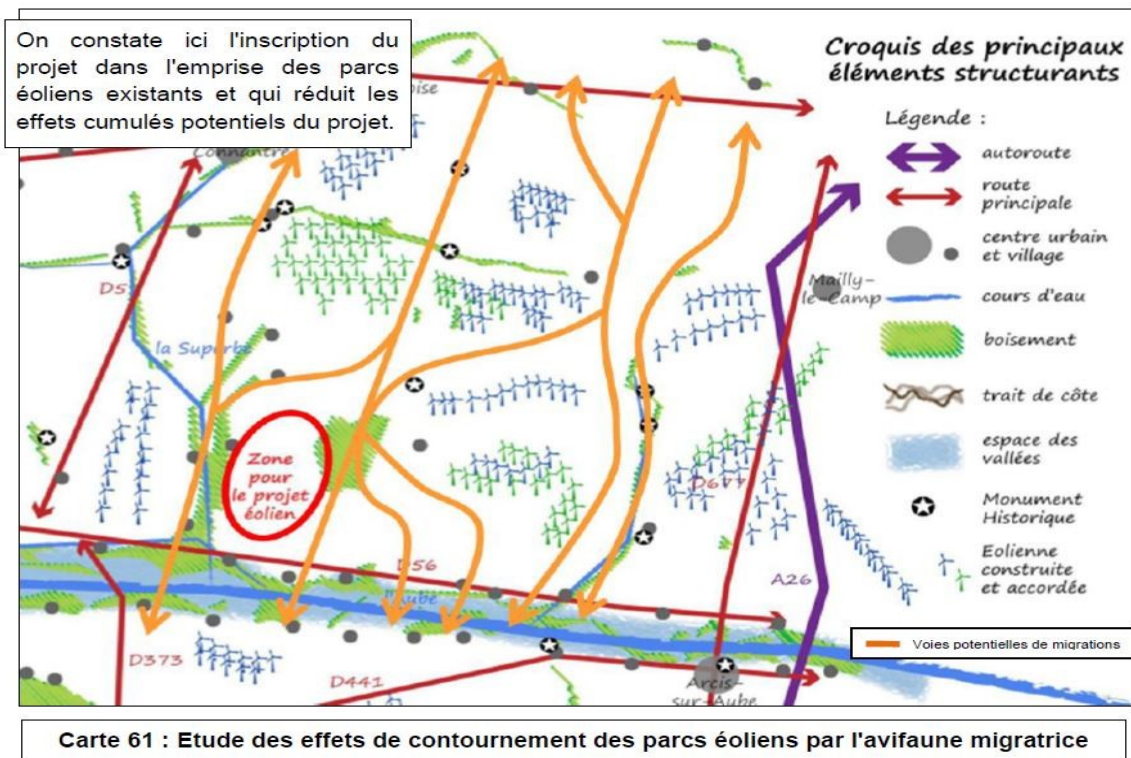 On constate ici l'inscription du
projet dans l'emprise des parcs
éoliens existants et qui réduit les
effets cumulés potentiels du projet.
Croquis des principaux
éléments structurants
Légende :
autoroute
route
principale
centre urbain
et village
cours d'eau
boisement
trait de côte
espace des
vallées
Monument
Historique
Eolienne
construite
et accordée
Voies potentielles de migrations
Connantre
D5
la Superbe
Mailly-
le-Camp
Zone
pour
le projet
éolien
D677
D56
l'Aube
A26
D373
D441
Arcis-
sur-Aube
Carte 61 : Etude des effets de contournement des parcs éoliens par l'avifaune migratrice